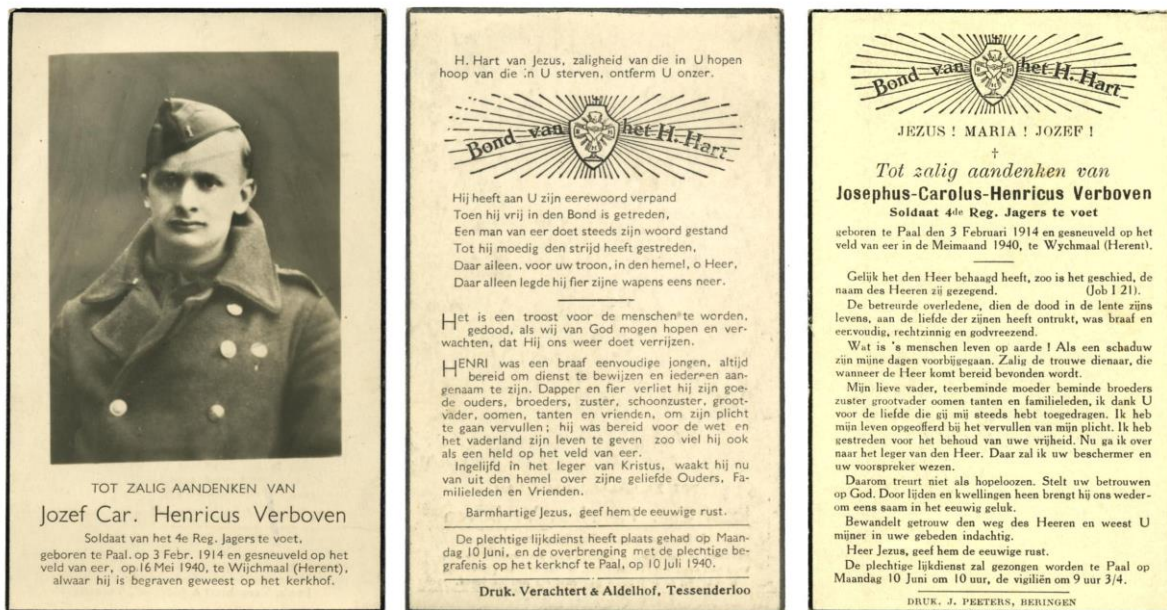 TOT ZALIG AANDENKEN VAN
Jozef Car. Henricus Verboven
Soldaat van het 4e Reg. Jagers te voet,
geboren te Paal. op 3 Febr. 1914 en gesneuveld op het
veld van eer, op 16 Mei 1940, te Wijchmaal (Herent),
alwaar hij is begraven geweest op het kerkhof.
H. Hart van Jezus, zaligheid van die in U hopen
hoop van die in U sterven, ontferm U onzer.
Bond van het H. Hart
Hij heeft aan U zijn eerewoord verpand
Toen hij vrij in den Bond is getreden,
Een man van eer doet steeds zijn woord gestand
Tot hij moedig den strijd heeft gestreden,
Daar alleen. voor uw troon, in den hemel, o Heer,
Daar alleen legde hij fier zijne wapens eens neer.
Het is een troost voor de menschen te worden,
gedood, als wij van God mogen hopen en ver-
wachten, dat Hij ons weer doet verrijzen.
HENRI was een braaf eenvoudige jongen, altijd
bereid om dienst te bewijzen en iedereen aan-
genaam te zijn. Dapper en fier verliet hij zijn goe-
de ouders, broeders, zuster, schoonzuster, groot-
vader, oomen, tanten en vrienden, om zijn plicht
te gaan vervullen; hij was bereid voor de wet en
het vaderland zijn leven te geven zoo viel hij ook
als een held op het veld van eer.
Ingelijfd in het leger van Kristus, waakt hij nu
van uit den hemel over zijne geliefde Ouders, Fa-
milieleden en Vrienden.
Barmhartige Jezus, geef hem de eeuwige rust.
De plechtige lijkdienst heeft plaats gehad op Maan-
dag 10 Juni, en de overbrenging met de plechtige be-
grafenis op het kerkhof te Paal, op 10 Juli 1940.
Druk. Verachtert & Aldelhof, Tessenderloo
Bond van het H. Hart
JEZUS ! MARIA ! JOZEF !
†
Tot zalig aandenken van
Josephus-Carolus-Henricus Verboven
Soldaat 4de Reg. Jagers te voet
geboren te Paal den 3 Februari 1914 en gesneuveld op het
veld van eer in de Meimaand 1940, te Wychmaal (Herent).
Gelijk het den Heer behaagd heeft, zoo is het geschied, de
naam des Heeren zij gezegend. (Job I 21).
De betreurde overledene, dien de dood in de lente zijns
levens, aan de liefde der zijnen heeft ontrukt, was braaf en
eenvoudig, rechtzinnig en godvreezend.
Wat is 's menschen leven op aarde ! Als een schaduw
zijn mijne dagen voorbijgegaan. Zalig de trouwe dienaar, die
wanneer de Heer komt bereid bevonden wordt.
Mijn lieve vader, teerbeminde moeder beminde broeders
zuster grootvader oomen tanten en familieleden, ik dank U
voor de liefde die gij mij steeds hebt toegedragen. Ik heb
mijn leven opgeofferd bij het vervullen van mijn plicht. Ik heb
gestreden voor het behoud van uwe vrijheid. Nu ga ik over
naar het leger van den Heer. Daar zal ik uw beschermer en
uw voorspreker wezen.
Daarom treurt niet als hopeloozen. Stelt uw betrouwen
op God. Door lijden en kwellingen heen brengt hij ons weder-
om eens saam in het eeuwig geluk.
Bewandelt getrouw den weg des Heeren en weest U
mijner in uwe gebeden indachtig.
Heer Jezus, geef hem de eeuwige rust.
De plechtige lijkdienst zal gezongen worden te Paal op
Maandag 10 Juni om 10 uur, de vigiliën om 9 uur 3/4.
DRUK. J. PEETERS, BERINGEN